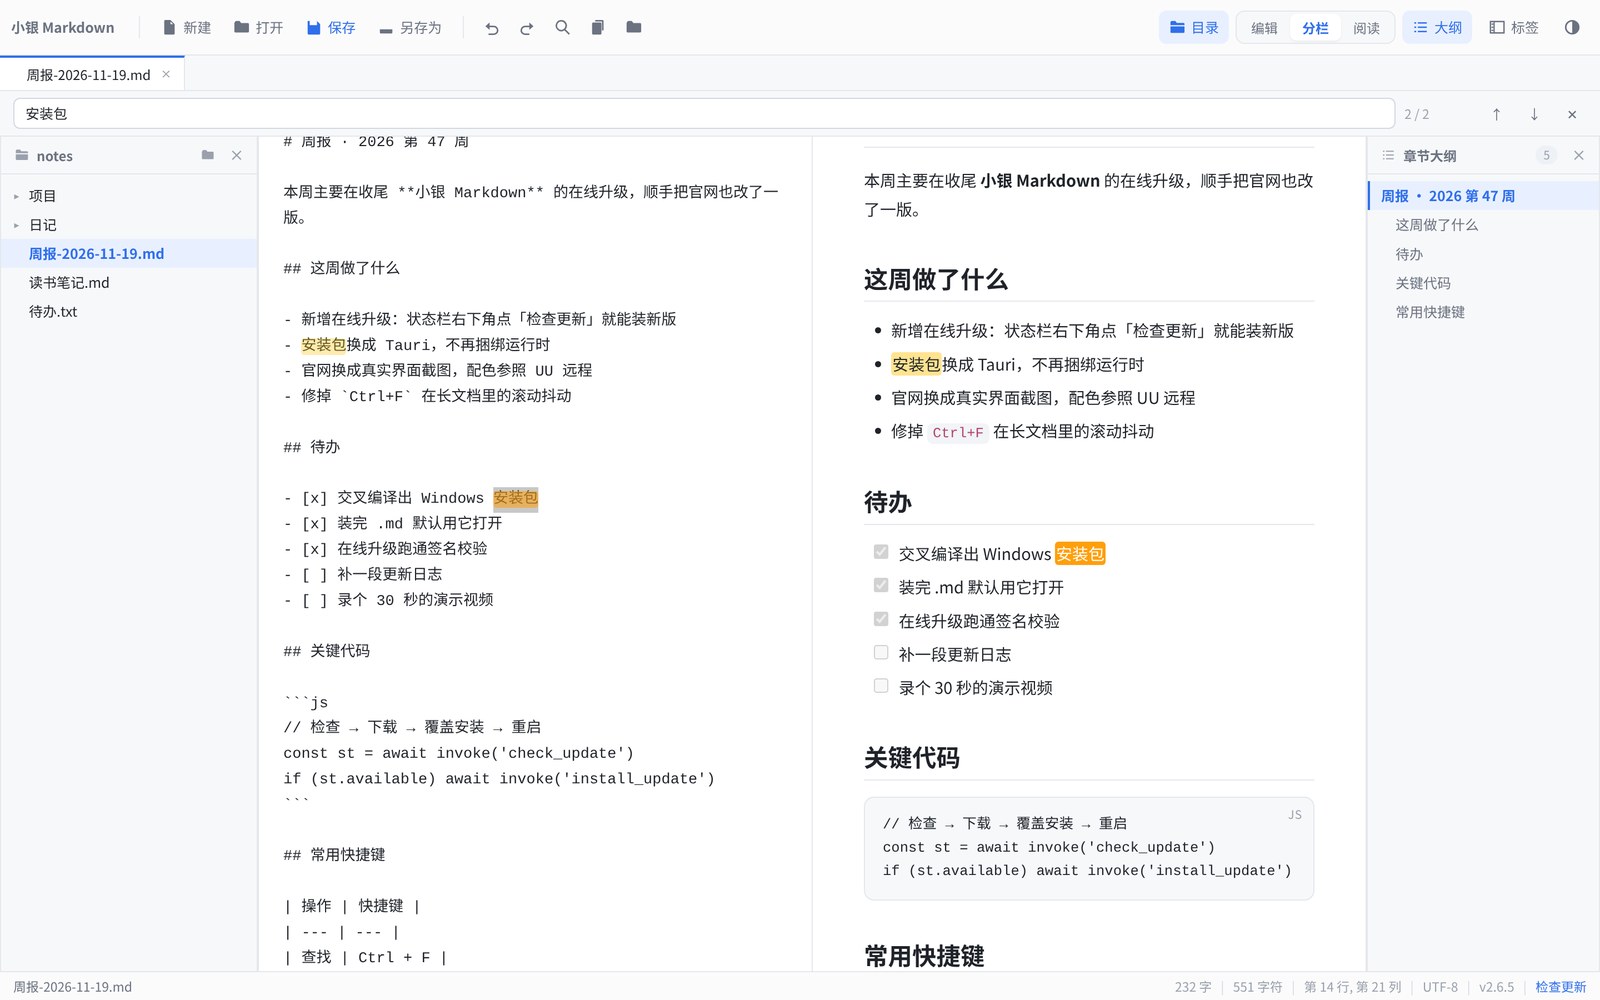 小银 Markdown
新建
打开
保存
另存为
目录
编辑
分栏
阅读
大纲
标签
周报-2026-11-19.md ×
安装包
2 / 2
↑ ↓ ×
notes
项目
日记
周报-2026-11-19.md
读书笔记.md
待办.txt
# 周报 · 2026 第 47 周
本周主要在收尾 **小银 Markdown** 的在线升级，顺手把官网也改了一
版。
## 这周做了什么
- 新增在线升级：状态栏右下角点「检查更新」就能装新版
- 安装包换成 Tauri，不再捆绑运行时
- 官网换成真实界面截图，配色参照 UU 远程
- 修掉 `Ctrl+F` 在长文档里的滚动抖动
## 待办
- [x] 交叉编译出 Windows 安装包
- [x] 装完 .md 默认用它打开
- [x] 在线升级跑通签名校验
- [ ] 补一段更新日志
- [ ] 录个 30 秒的演示视频
## 关键代码
```js
// 检查 → 下载 → 覆盖安装 → 重启
const st = await invoke('check_update')
if (st.available) await invoke('install_update')
```
## 常用快捷键
| 操作 | 快捷键 |
| --- | --- |
| 查找 | Ctrl + F |
本周主要在收尾 小银 Markdown 的在线升级，顺手把官网也改
了一版。
这周做了什么
• 新增在线升级：状态栏右下角点「检查更新」就能装新版
• 安装包换成 Tauri，不再捆绑运行时
• 官网换成真实界面截图，配色参照 UU 远程
• 修掉 Ctrl+F 在长文档里的滚动抖动
待办
交叉编译出 Windows 安装包
装完 .md 默认用它打开
在线升级跑通签名校验
补一段更新日志
录个 30 秒的演示视频
关键代码
JS
// 检查 → 下载 → 覆盖安装 → 重启
const st = await invoke('check_update')
if (st.available) await invoke('install_update')
常用快捷键
章节大纲 5
周报 · 2026 第 47 周
这周做了什么
待办
关键代码
常用快捷键
周报-2026-11-19.md
232 字
551 字符
第 14 行, 第 21 列
UTF-8
v2.6.5
检查更新